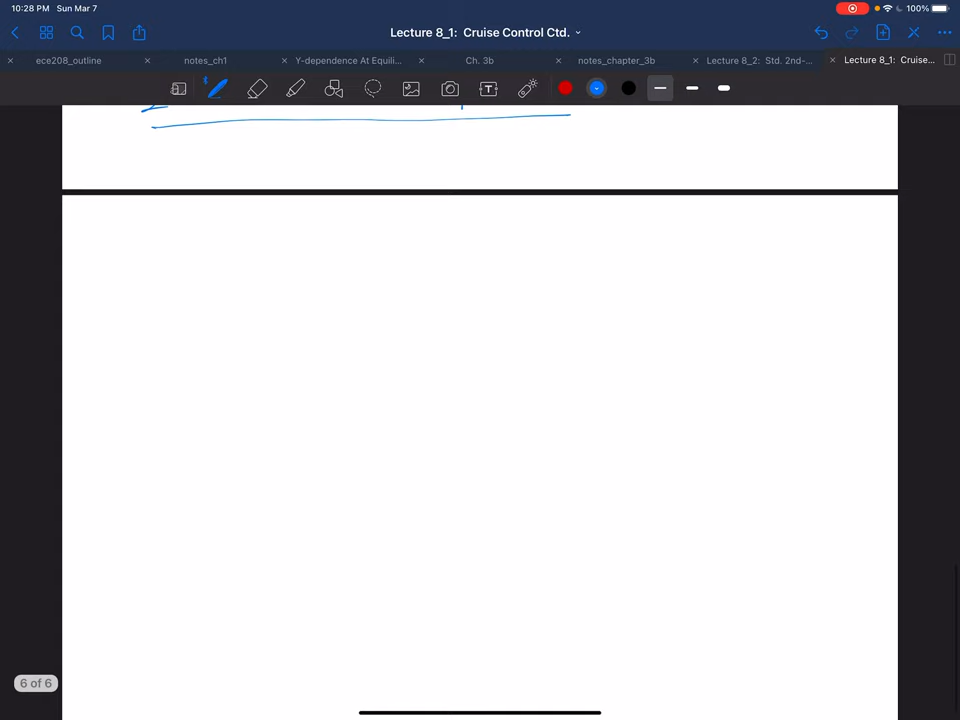 10:28 PM Sun Mar 7 100%
Lecture 8_1: Cruise Control Ctd.
ece208_outline notes_ch1 Y-dependence At Equili... Ch. 3b notes_chapter_3b Lecture 8_2: Std. 2nd-... Lecture 8_1: Cruise...
T
6 of 6